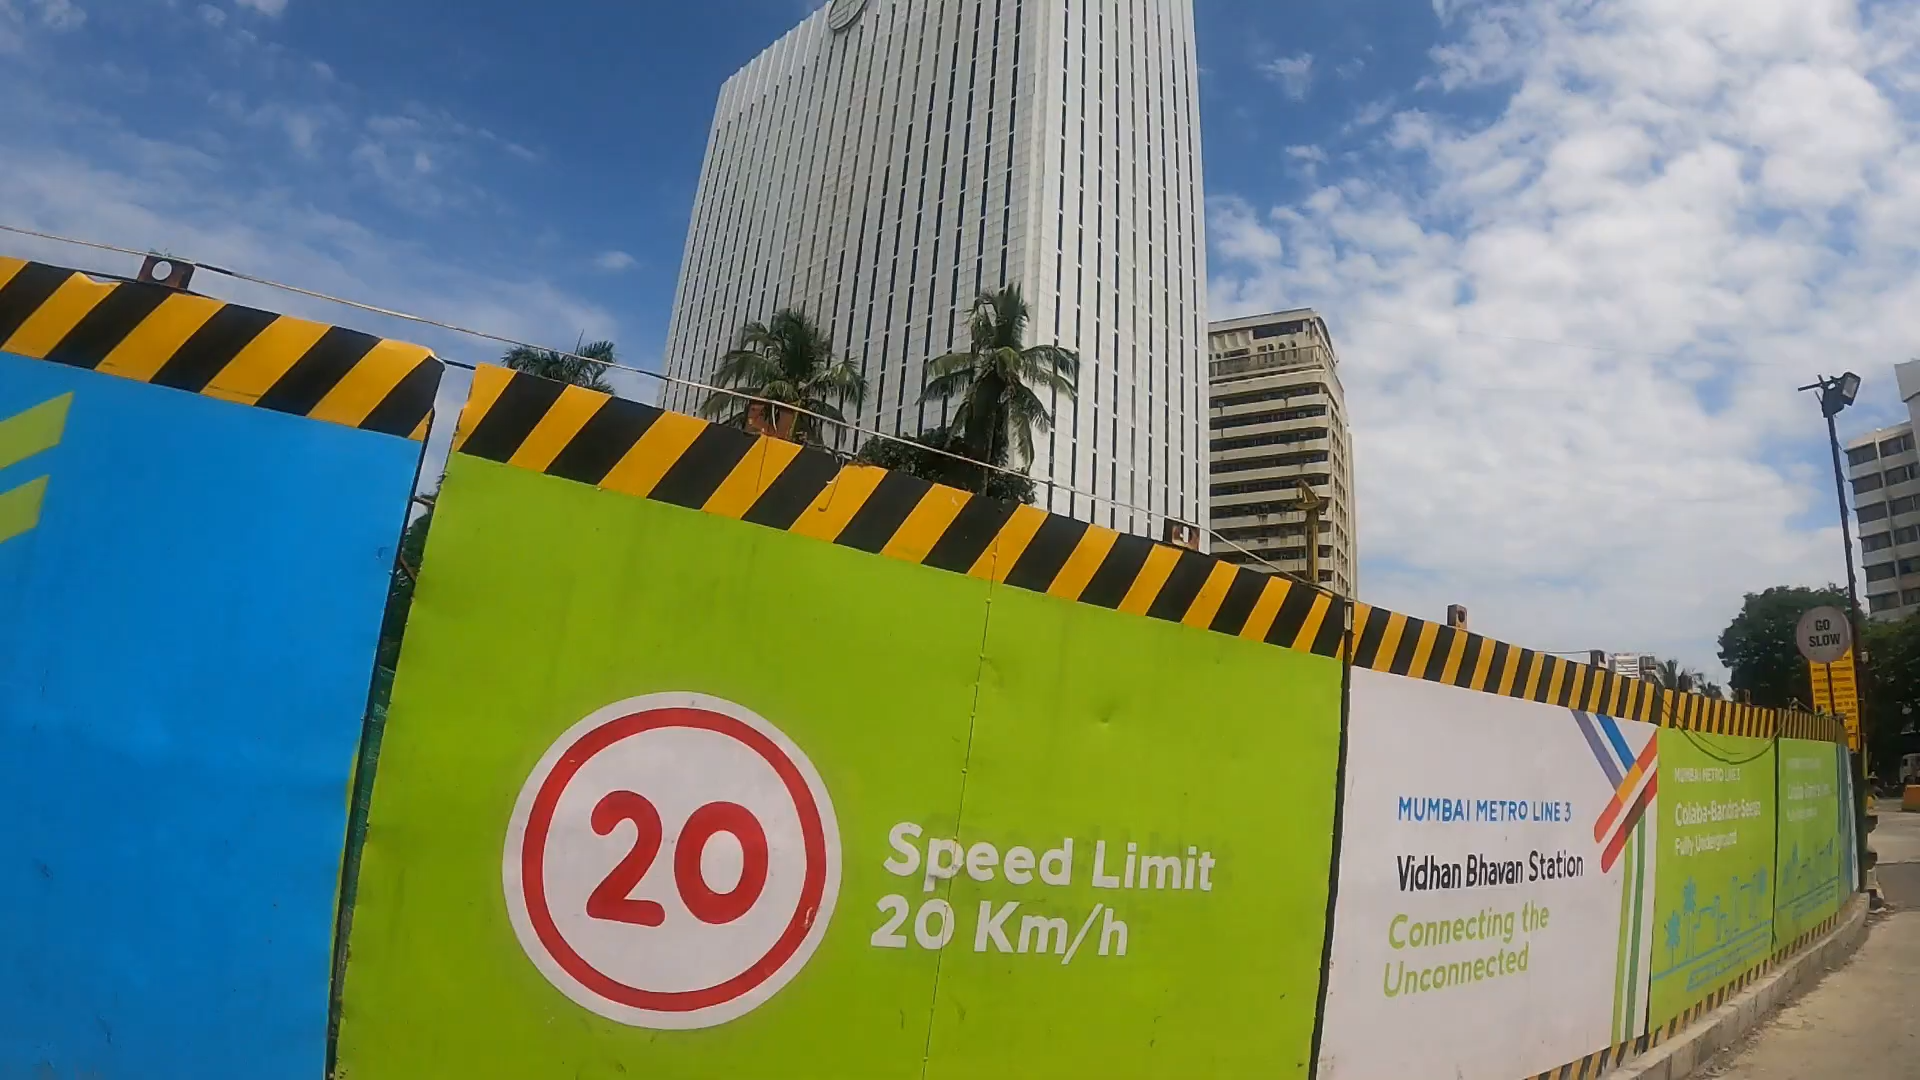 20
Speed Limit
20 Km/h
MUMBAI METRO LINE 3
Vidhan Bhavan Station
Connecting the
Unconnected
MUMBAI METRO LINE 3
Colaba-Bandra-Seepz
Fully Underground
GO
SLOW